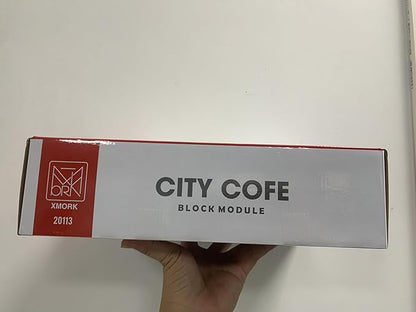 XMORK
20113
CITY COFE
BLOCK MODULE